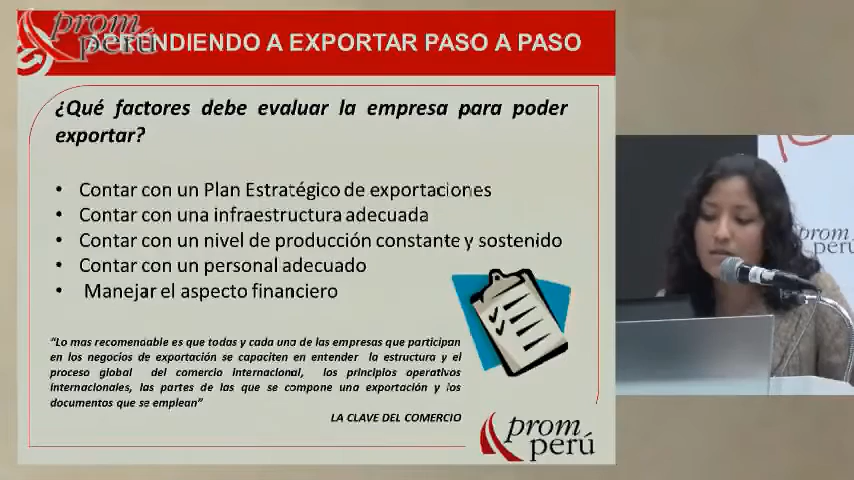 prom
perú
APRENDIENDO A EXPORTAR PASO A PASO
¿Qué factores debe evaluar la empresa para poder
exportar?
• Contar con un Plan Estratégico de exportaciones
• Contar con una infraestructura adecuada
• Contar con un nivel de producción constante y sostenido
• Contar con un personal adecuado
• Manejar el aspecto financiero
"Lo mas recomendable es que todas y cada una de las empresas que participan
en los negocios de exportación se capaciten en entender la estructura y el
proceso global del comercio internacional, los principios operativos
internacionales, las partes de las que se compone una exportación y los
documentos que se emplean"
LA CLAVE DEL COMERCIO
prom
perú
prom
perú